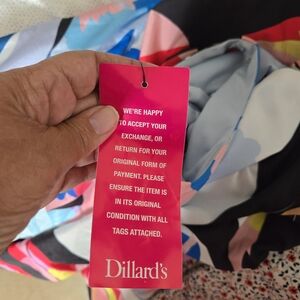 WE'RE HAPPY
TO ACCEPT YOUR
EXCHANGE, OR
RETURN FOR YOUR
ORIGINAL FORM OF
PAYMENT. PLEASE
ENSURE THE ITEM IS
IN ITS ORIGINAL
CONDITION WITH ALL
TAGS ATTACHED.
Dillard's